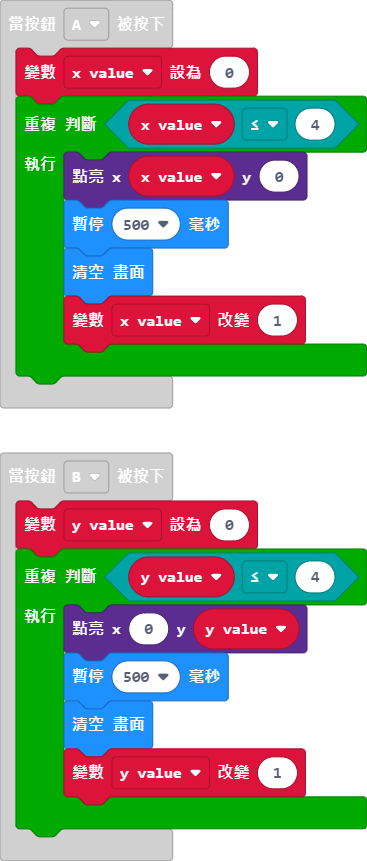 當按鈕 A 被按下
變數 x value 設為 0
重複 判斷 x value ≤ 4
執行
點亮 x x value y 0
暫停 500 毫秒
清空 畫面
變數 x value 改變 1
當按鈕 B 被按下
變數 y value 設為 0
重複 判斷 y value ≤ 4
執行
點亮 x 0 y y value
暫停 500 毫秒
清空 畫面
變數 y value 改變 1